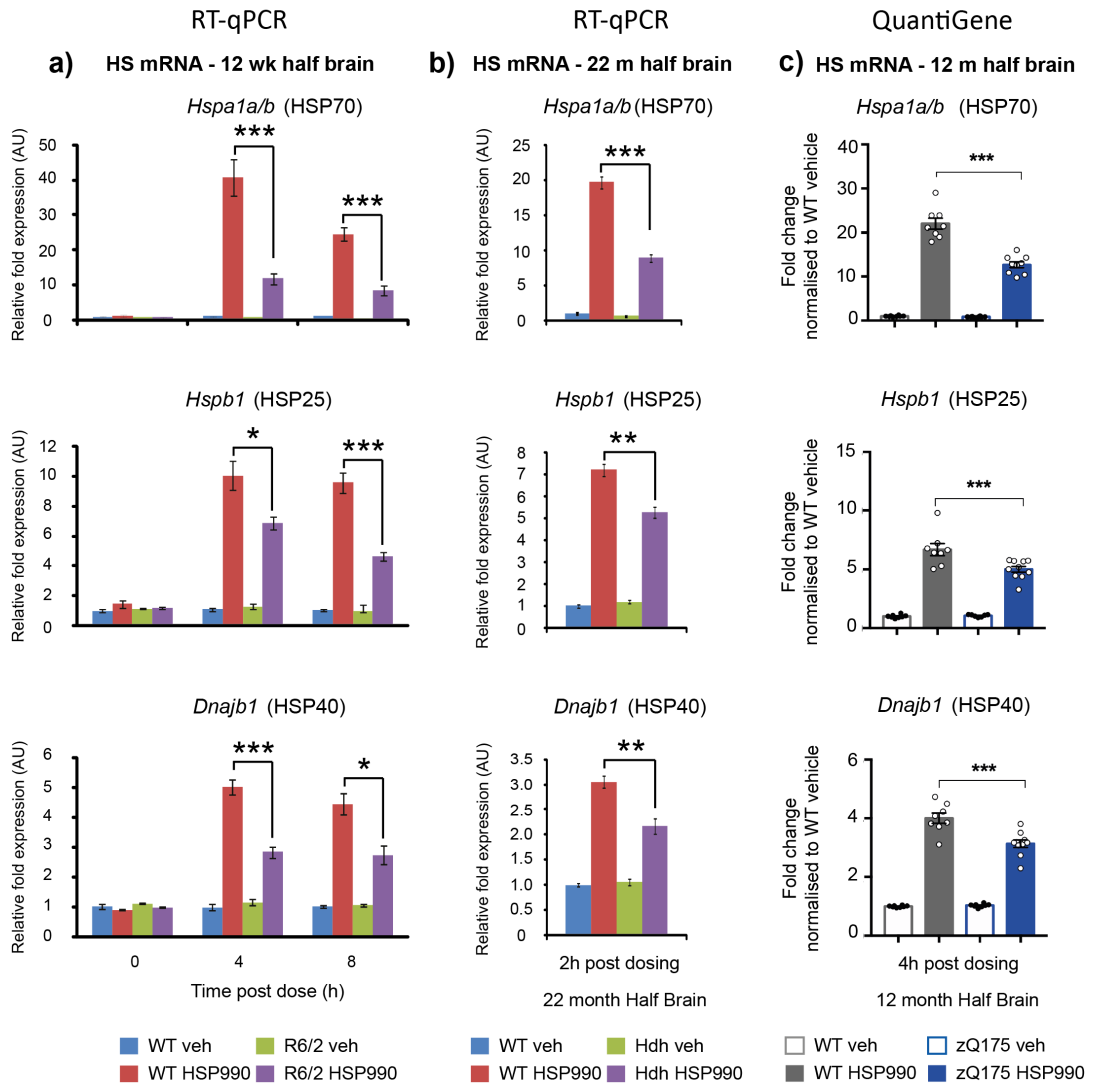 RT-qPCR
a) HS mRNA - 12 wk half brain
Hspa1a/b (HSP70)
Relative fold expression (AU)
50
40
30
20
10
0
***
***
Hspb1 (HSP25)
Relative fold expression (AU)
12
10
8
6
4
2
0
*
***
Dnajb1 (HSP40)
Relative fold expression (AU)
6
5
4
3
2
1
0
***
*
0 4 8
Time post dose (h)
WT veh R6/2 veh
WT HSP990 R6/2 HSP990
RT-qPCR
b) HS mRNA - 22 m half brain
Hspa1a/b (HSP70)
Relative fold expression (AU)
25
20
15
10
5
0
***
Hspb1 (HSP25)
Relative fold expression (AU)
8
7
6
5
4
3
2
1
0
**
Dnajb1 (HSP40)
Relative fold expression (AU)
3.5
3.0
2.5
2.0
1.5
1.0
0.5
0
**
2h post dosing
22 month Half Brain
WT veh Hdh veh
WT HSP990 Hdh HSP990
QuantiGene
c) HS mRNA - 12 m half brain
Hspa1a/b (HSP70)
Fold change
normalised to WT vehicle
40
30
20
10
0
***
Hspb1 (HSP25)
Fold change
normalised to WT vehicle
15
10
5
0
***
Dnajb1 (HSP40)
Fold change
normalised to WT vehicle
6
4
2
0
***
4h post dosing
12 month Half Brain
WT veh zQ175 veh
WT HSP990 zQ175 HSP990